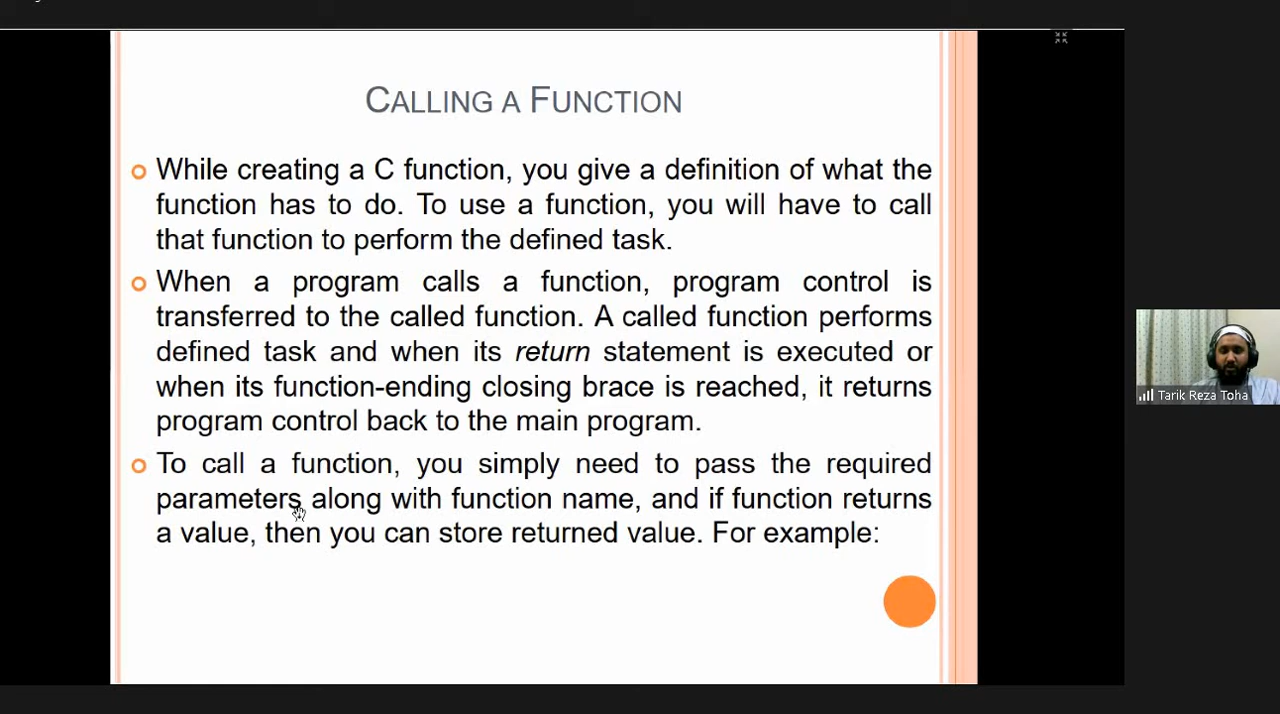 CALLING A FUNCTION
While creating a C function, you give a definition of what the
function has to do. To use a function, you will have to call
that function to perform the defined task.
When a program calls a function, program control is
transferred to the called function. A called function performs
defined task and when its return statement is executed or
when its function-ending closing brace is reached, it returns
program control back to the main program.
To call a function, you simply need to pass the required
parameters along with function name, and if function returns
a value, then you can store returned value. For example:
Tarik Reza Toha